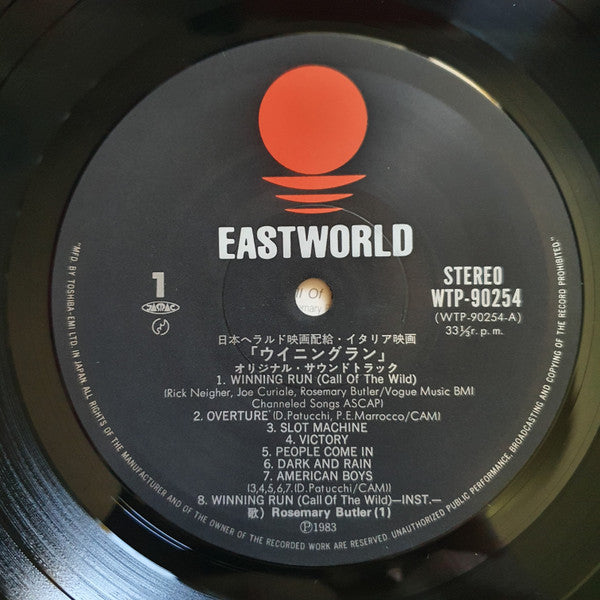 EASTWORLD
1
JASRAC
STEREO
WTP-90254
(WTP-90254-A)
33⅓r.p.m.
ll Of
日本ヘラルド映画配給・イタリア映画
「ウイニングラン」
オリジナル・サウンドトラック
1. WINNING RUN (Call Of The Wild)
(Rick Neigher, Joe Curiale, Rosemary Butler/Vogue Music BMI
Channeled Songs ASCAP)
2. OVERTURE (D.Patucchi, P.E.Marrocco/CAM)
3. SLOT MACHINE
4. VICTORY
5. PEOPLE COME IN
6. DARK AND RAIN
7. AMERICAN BOYS
(3,4,5,6,7.(D.Patucchi/CAM))
8. WINNING RUN (Call Of The Wild)—INST.—
歌) Rosemary Butler (1)
Ⓟ1983
"MFD. BY TOSHIBA-EMI LTD. IN JAPAN ALL RIGHTS OF THE MANUFACTURER AND OF THE OWNER OF THE RECORDED WORK ARE RESERVED. UNAUTHORIZED PUBLIC PERFORMANCE, BROADCASTING AND COPYING OF THE RECORD PROHIBITED."